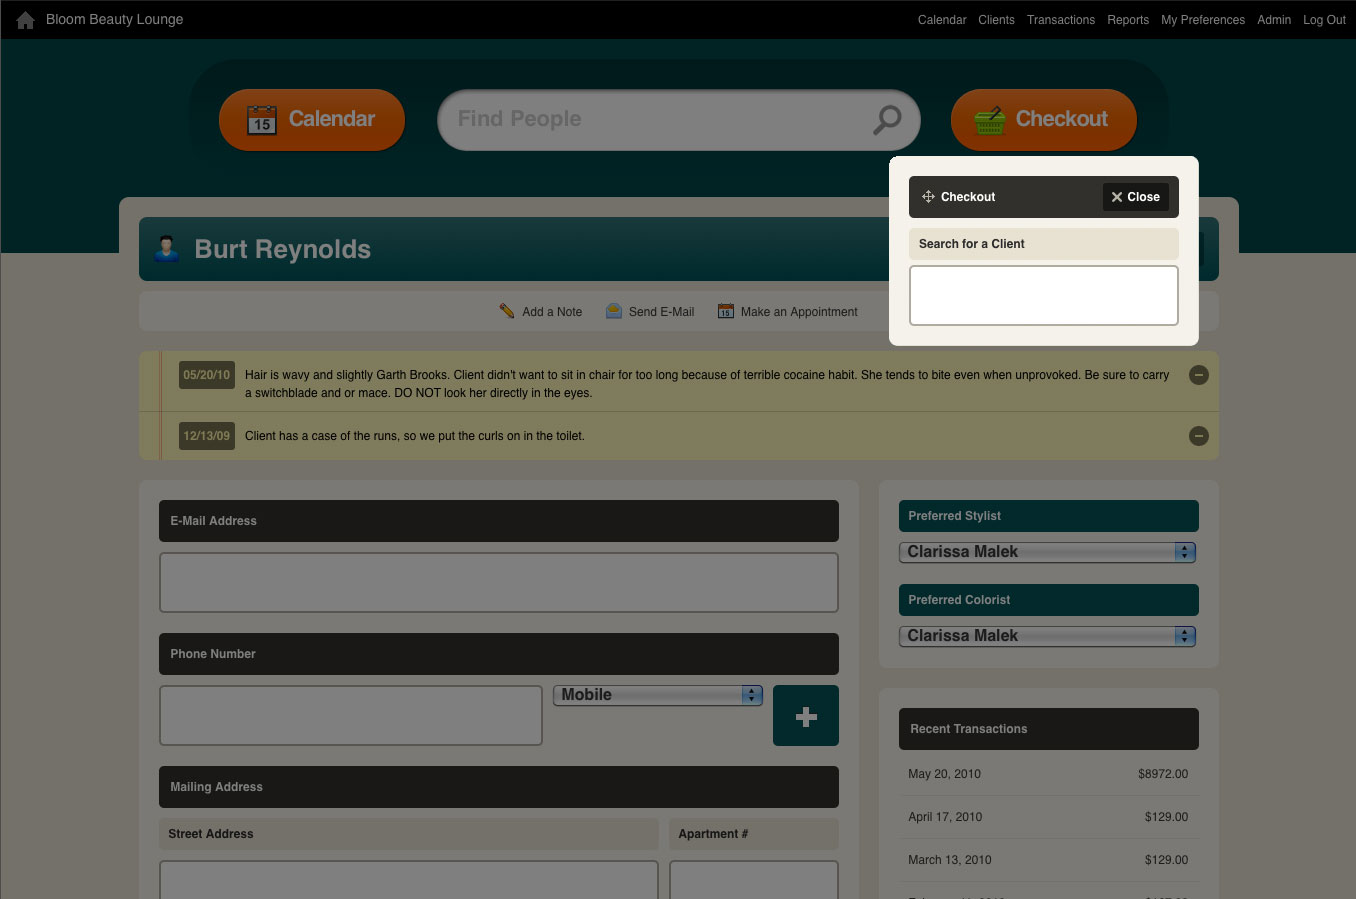 Bloom Beauty Lounge
Calendar Clients Transactions Reports My Preferences Admin Log Out
15 Calendar
Find People
Checkout
Checkout
Close
Search for a Client
Burt Reynolds
Add a Note
Send E-Mail
15 Make an Appointment
05/20/10 Hair is wavy and slightly Garth Brooks. Client didn't want to sit in chair for too long because of terrible cocaine habit. She tends to bite even when unprovoked. Be sure to carry
a switchblade and or mace. DO NOT look her directly in the eyes.
12/13/09 Client has a case of the runs, so we put the curls on in the toilet.
E-Mail Address
Phone Number
Mobile
Mailing Address
Street Address
Apartment #
Preferred Stylist
Clarissa Malek
Preferred Colorist
Clarissa Malek
Recent Transactions
May 20, 2010 $8972.00
April 17, 2010 $129.00
March 13, 2010 $129.00